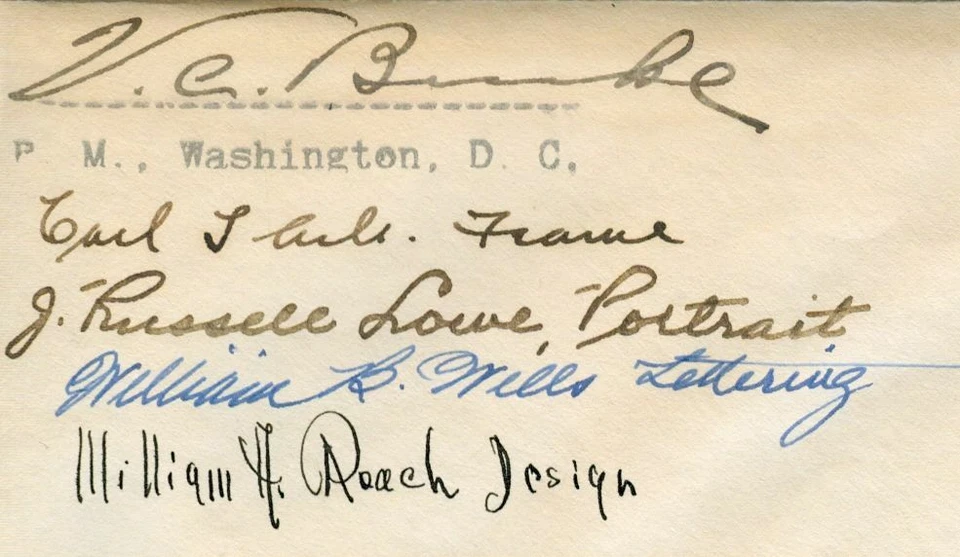 V. C. Burke
P. M., Washington, D. C.
Carl T Arlt. Frame
J. Russell Lowe, Portrait
William B. Wells Lettering
William A. Roach Design